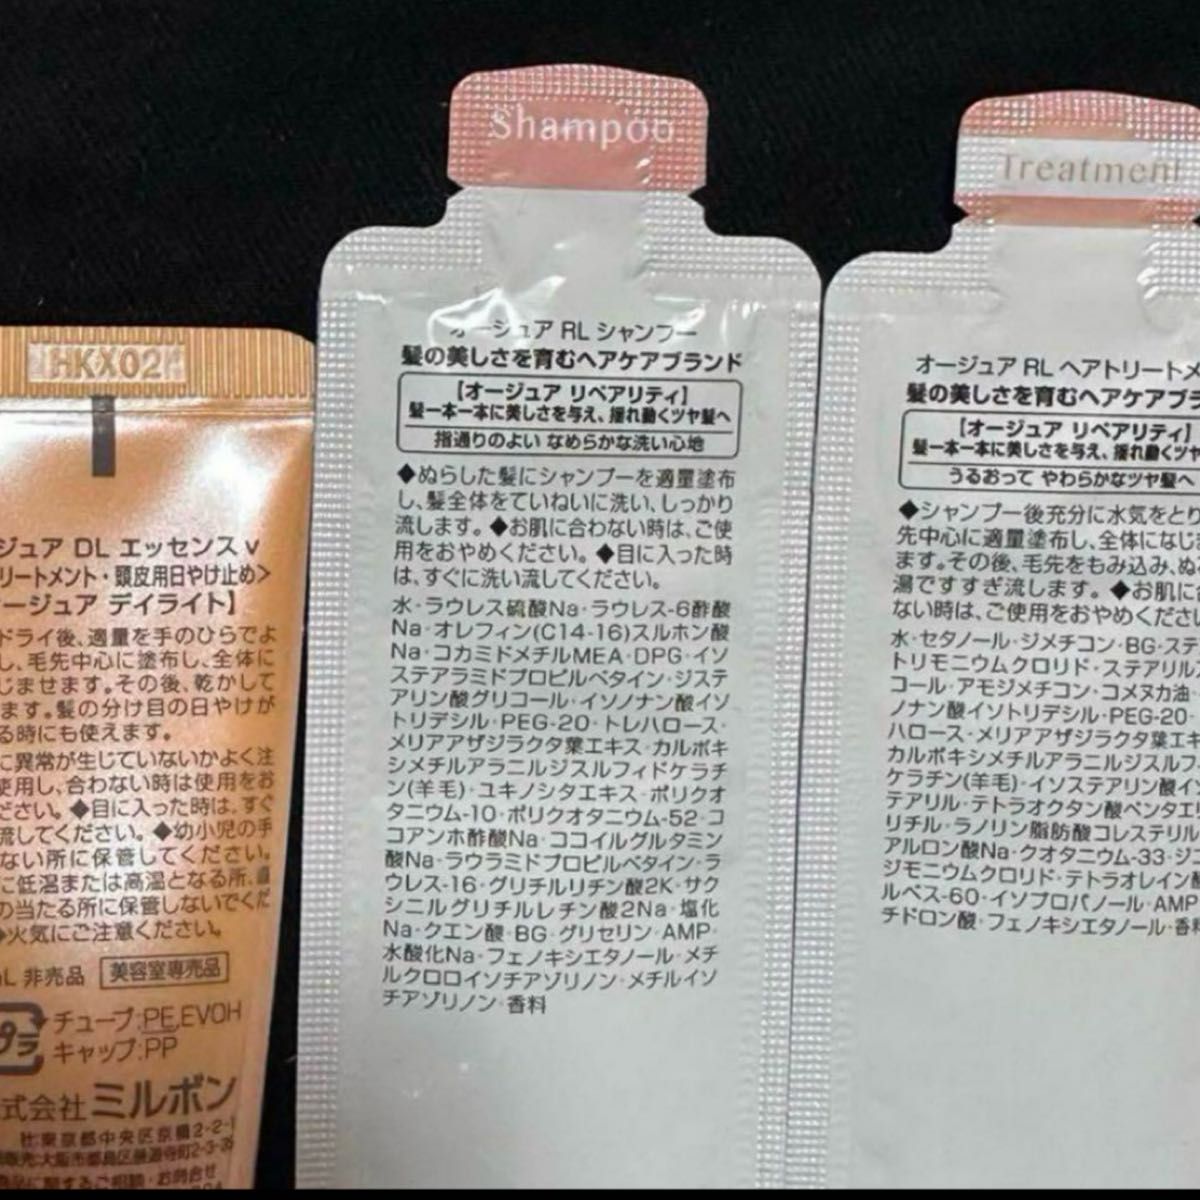 HKX02
ジュア DL エッセンス v
リートメント・頭皮用日やけ止め>
ージュア デイライト】
ドライ後、適量を手のひらでよ
し、毛先中心に塗布し、全体に
じませます。その後、乾かして
ます。髪の分け目の日やけが
る時にも使えます。
に異常が生じていないかよく注
使用し、合わない時は使用をお
ださい。◆目に入った時は、すぐ
流してください。◆幼小児の手
ない所に保管してください。
に低温または高温となる所、直
の当たる所に保管しないでくだ
◆火気にご注意ください。
mL 非売品 美容室専売品
プラ チューブ:PE,EVOH
キャップ:PP
式会社 ミルボン
社:東京都中央区京橋2-2-1
販売元:大阪市都島区善源寺町2-3-35
商品に関するご相談・お問合せ
Shampoo
オージュア RL シャンプー
髪の美しさを育むヘアケアブランド
【オージュア リペアリティ】
髪一本一本に美しさを与え、揺れ動くツヤ髪へ
指通りのよい なめらかな洗い心地
◆ぬらした髪にシャンプーを適量塗布
し、髪全体をていねいに洗い、しっかり
流します。◆お肌に合わない時は、ご使
用をおやめください。◆目に入った時
は、すぐに洗い流してください。
水・ラウレス硫酸Na・ラウレス-6酢酸
Na・オレフィン(C14-16)スルホン酸
Na・コカミドメチルMEA・DPG・イソ
ステアラミドプロピルベタイン・ジステ
アリン酸グリコール・イソノナン酸イソ
トリデシル・PEG-20・トレハロース・
メリアアザジラクタ葉エキス・カルボキ
シメチルアラニルジスルフィドケラチ
ン(羊毛)・ユキノシタエキス・ポリクオ
タニウム-10・ポリクオタニウム-52・コ
コアンホ酢酸Na・ココイルグルタミン
酸Na・ラウラミドプロピルベタイン・ラ
ウレス-16・グリチルリチン酸2K・サク
シニルグリチルレチン酸2Na・塩化
Na・クエン酸・BG・グリセリン・AMP・
水酸化Na・フェノキシエタノール・メチ
ルクロロイソチアゾリノン・メチルイソ
チアゾリノン・香料
Treatment
オージュア RL ヘアトリートメ
髪の美しさを育むヘアケアブラ
【オージュア リペアリティ】
髪一本一本に美しさを与え、揺れ動くツヤ
うるおって やわらかなツヤ髪へ
◆シャンプー後充分に水気をとり
先中心に適量塗布し、全体になじ
ます。その後、毛先をもみ込み、ぬ
湯ですすぎ流します。◆お肌に合
ない時は、ご使用をおやめください
水・セタノール・ジメチコン・BG・ステ
トリモニウムクロリド・ステアリルア
コール・アモジメチコン・コメヌカ油・
ノナン酸イソトリデシル・PEG-20・
ハロース・メリアアザジラクタ葉エキ
カルボキシメチルアラニルジスルフィ
ケラチン(羊毛)・イソステアリン酸イソ
テアリル・テトラオクタン酸ペンタエ
リチル・ラノリン脂肪酸コレステリル
アルロン酸Na・クオタニウム-33・ジコ
ジモニウムクロリド・テトラオレイン酸
ルベス-60・イソプロパノール・AMP
チドロン酸・フェノキシエタノール・香料